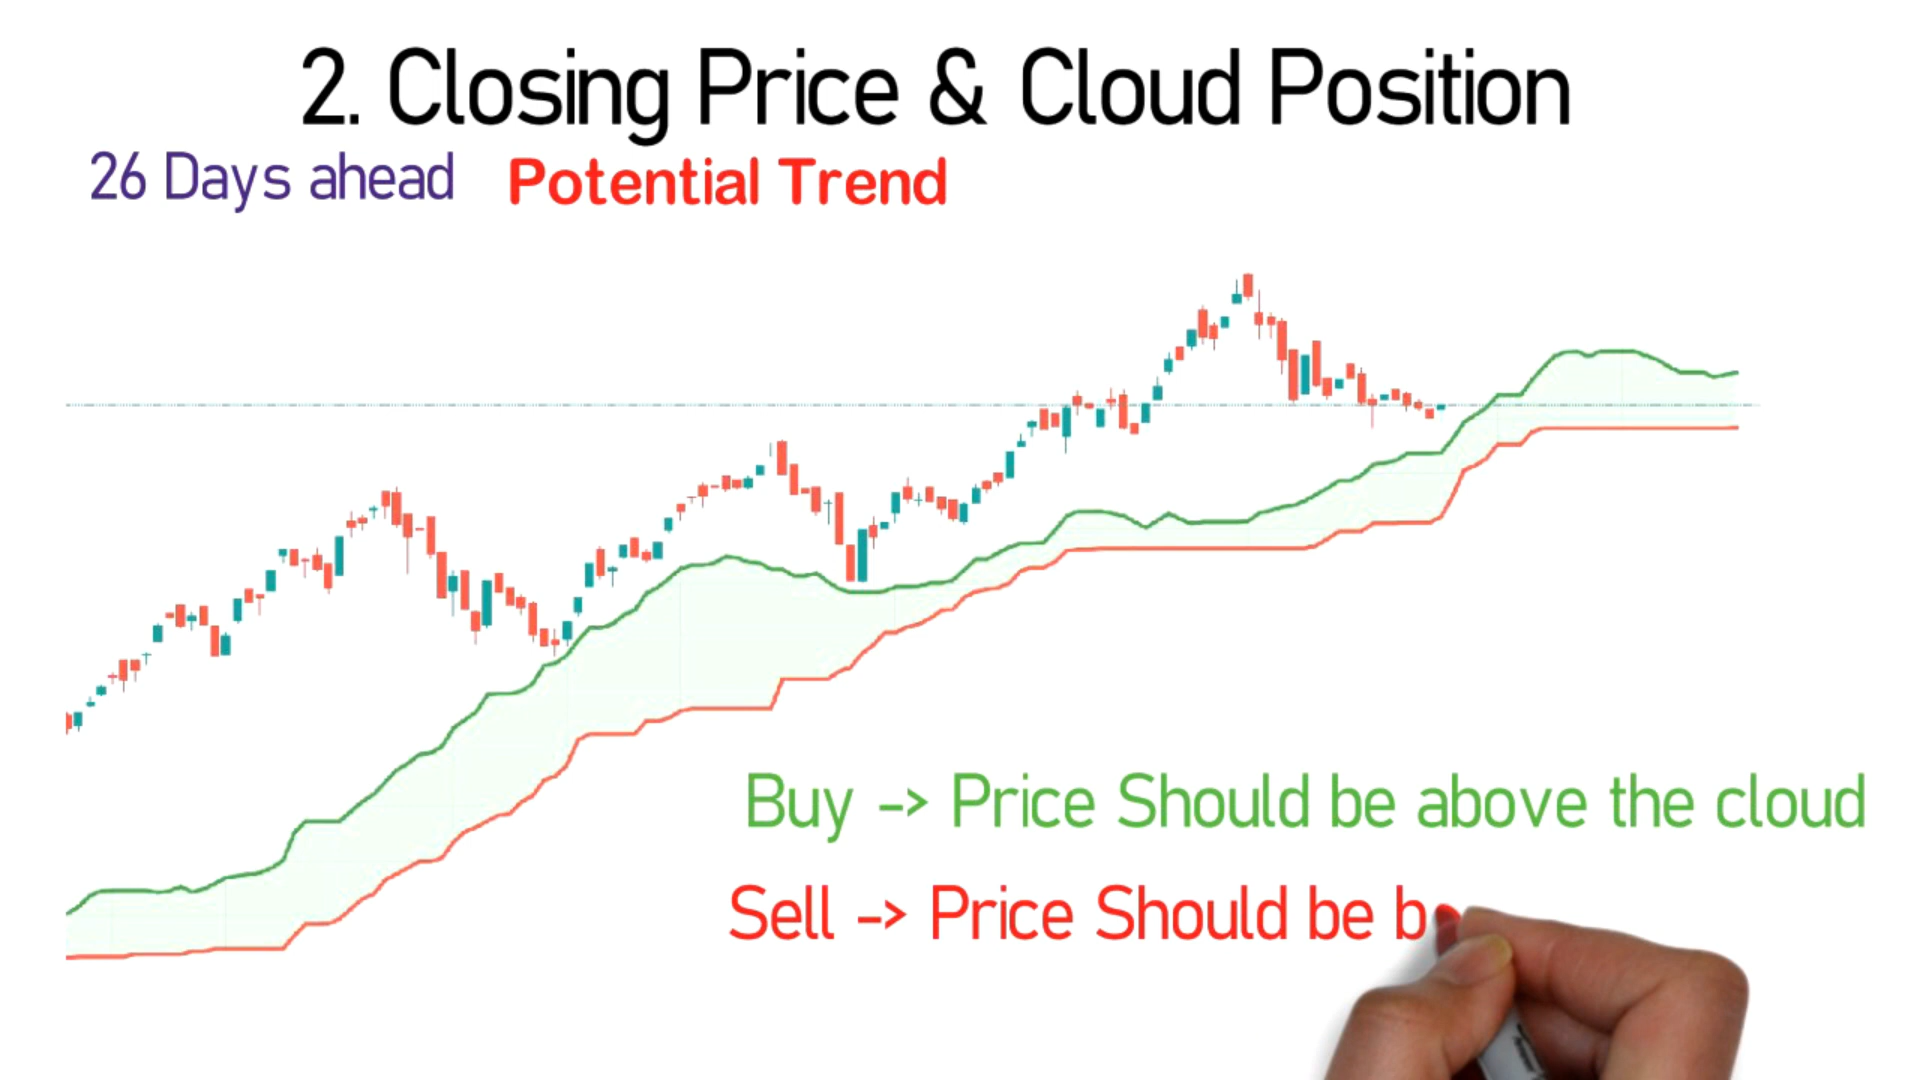 2. Closing Price & Cloud Position
26 Days ahead Potential Trend
Buy -> Price Should be above the cloud
Sell -> Price Should be b